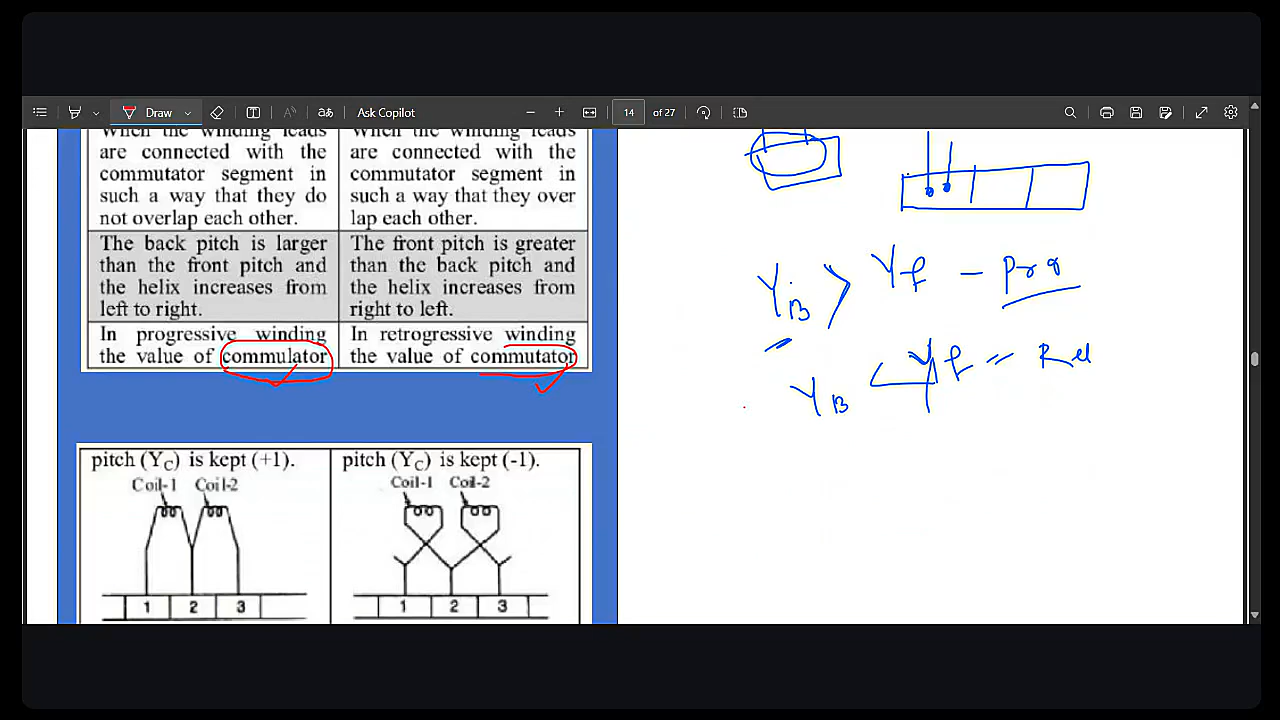 Draw
Ask Copilot
14 of 27
When the winding leads
are connected with the
commutator segment in
such a way that they do
not overlap each other.
When the winding leads
are connected with the
commutator segment in
such a way that they over
lap each other.
The back pitch is larger
than the front pitch and
the helix increases from
left to right.
The front pitch is greater
than the back pitch and
the helix increases from
right to left.
In progressive winding
the value of commulator
In retrogressive winding
the value of commutator
pitch (YC) is kept (+1).
Coil-1 Coil-2
1 2 3
pitch (YC) is kept (-1).
Coil-1 Coil-2
1 2 3
YB > Yf - Pro
YB < Yf = Ret